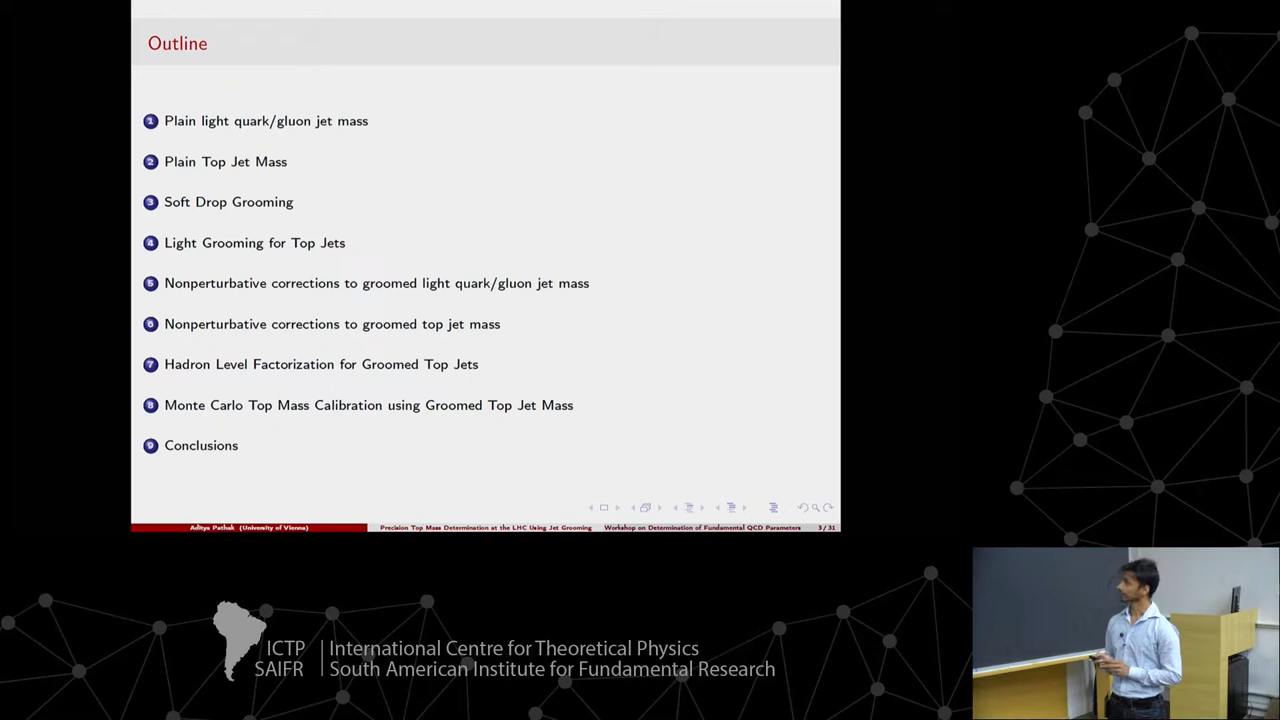 Outline
1 Plain light quark/gluon jet mass
2 Plain Top Jet Mass
3 Soft Drop Grooming
4 Light Grooming for Top Jets
5 Nonperturbative corrections to groomed light quark/gluon jet mass
6 Nonperturbative corrections to groomed top jet mass
7 Hadron Level Factorization for Groomed Top Jets
8 Monte Carlo Top Mass Calibration using Groomed Top Jet Mass
9 Conclusions
Aditya Pathak (University of Vienna) Precision Top Mass Determination at the LHC Using Jet Grooming Workshop on Determination of Fundamental QCD Parameters 3 / 31
ICTP International Centre for Theoretical Physics
SAIFR South American Institute for Fundamental Research